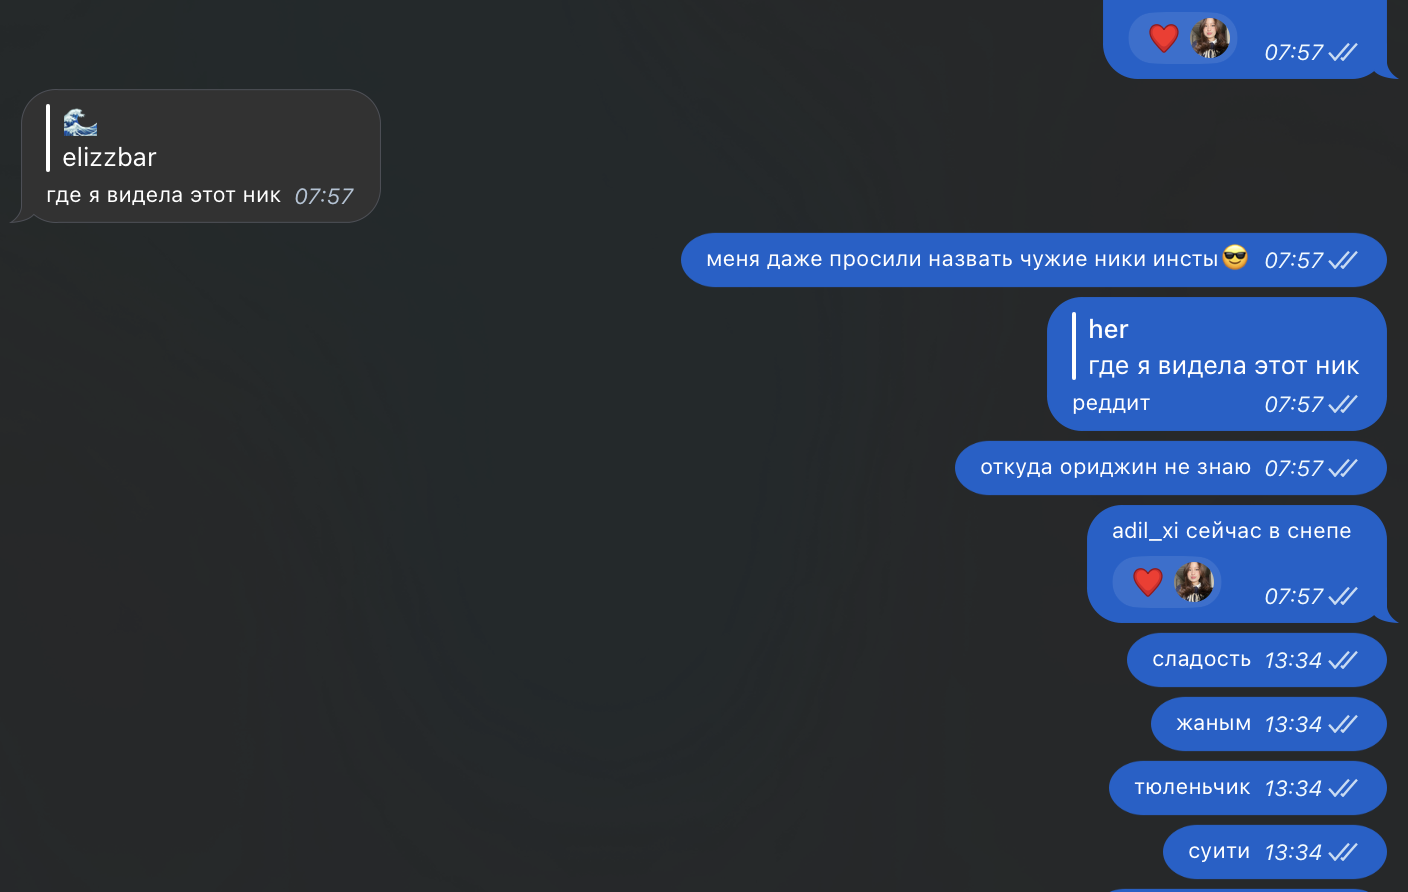 07:57
elizzbar
где я видела этот ник 07:57
меня даже просили назвать чужие ники инсты😎 07:57
her
где я видела этот ник
реддит 07:57
откуда ориджин не знаю 07:57
adil_xi сейчас в снепе
07:57
сладость 13:34
жаным 13:34
тюленьчик 13:34
суити 13:34